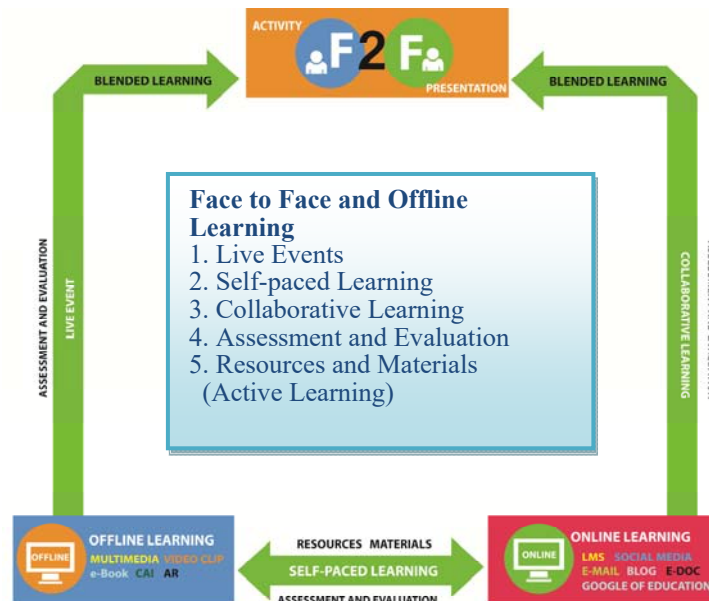 ACTIVITY
F2F
PRESENTATION
BLENDED LEARNING
BLENDED LEARNING
Face to Face and Offline
Learning
1. Live Events
2. Self-paced Learning
3. Collaborative Learning
4. Assessment and Evaluation
5. Resources and Materials
(Active Learning)
ASSESSMENT AND EVALUATION
LIVE EVENT
COLLABORATIVE LEARNING
OFFLINE
OFFLINE LEARNING
MULTIMEDIA VIDEO CLIP
e-Book CAI AR
RESOURCES MATERIALS
SELF-PACED LEARNING
ASSESSMENT AND EVALUATION
ONLINE
ONLINE LEARNING
LMS SOCIAL MEDIA
E-MAIL BLOG E-DOC
GOOGLE OF EDUCATION